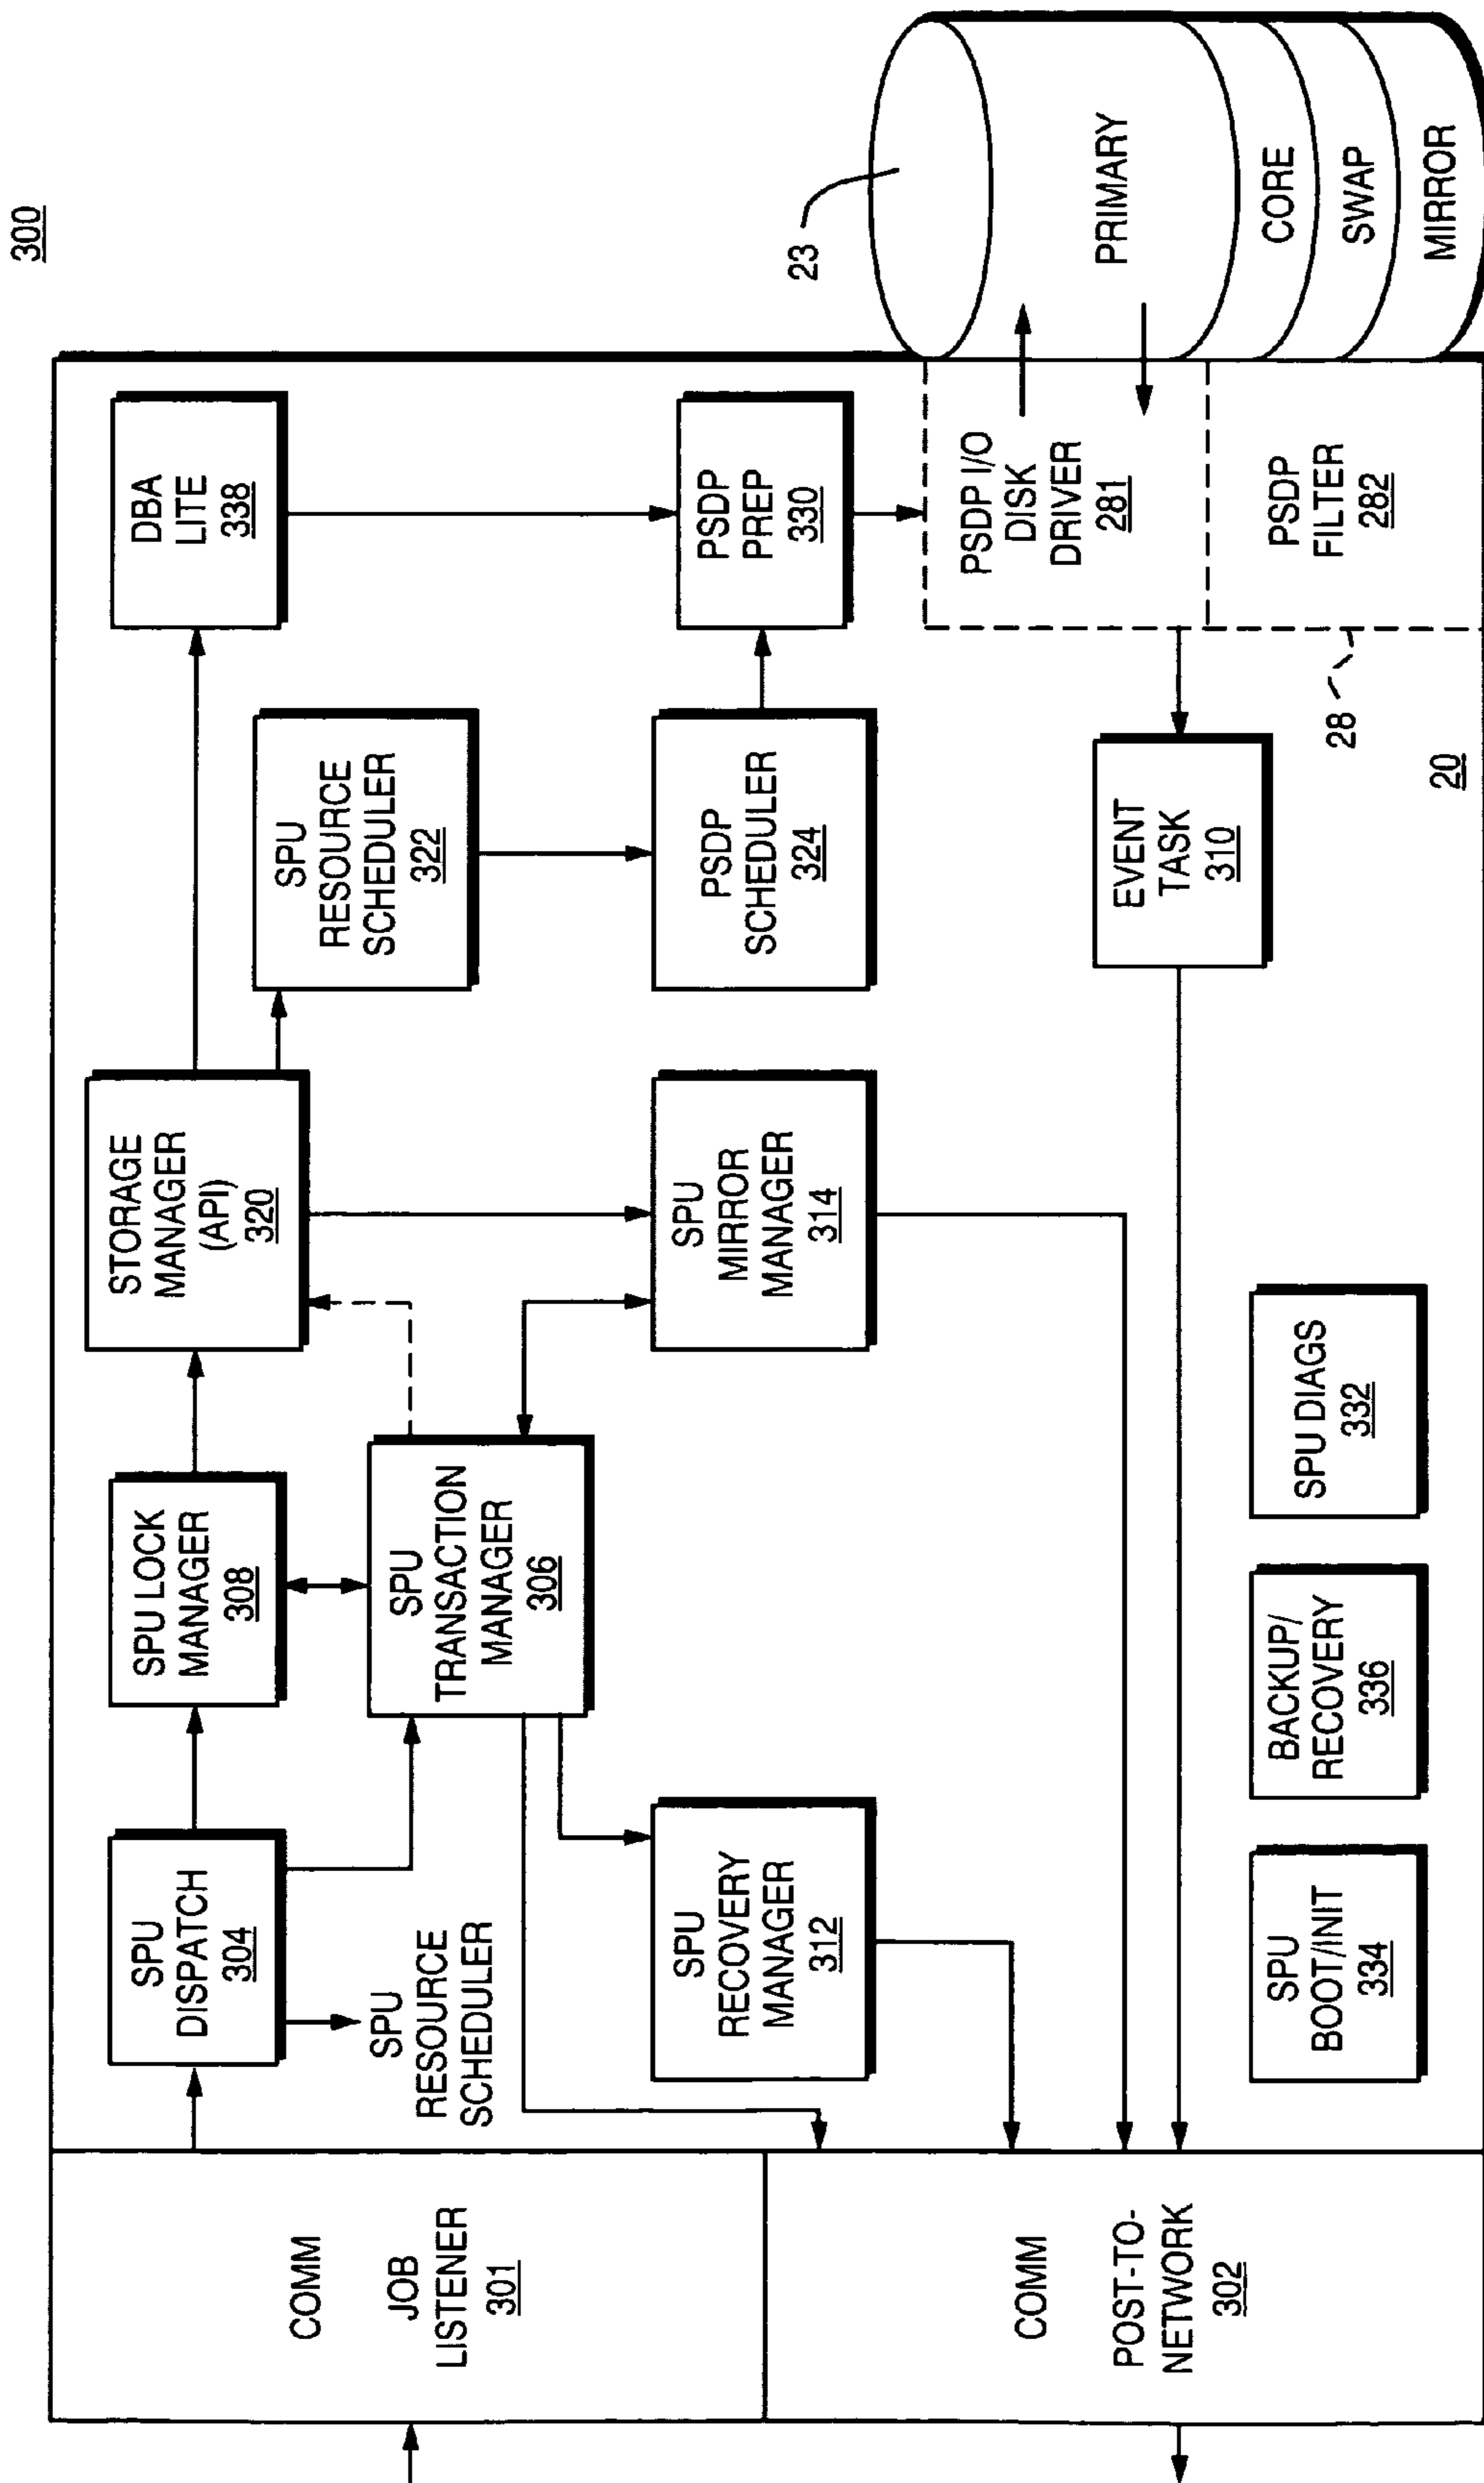 300
COMM
JOB
LISTENER
301
COMM
POST-TO-
NETWORK
302
SPU
DISPATCH
304
SPU
RESOURCE
SCHEDULER
SPU LOCK
MANAGER
308
SPU
TRANSACTION
MANAGER
306
SPU
RECOVERY
MANAGER
312
STORAGE
MANAGER
(API)
320
SPU
MIRROR
MANAGER
314
SPU
RESOURCE
SCHEDULER
322
PSDP
SCHEDULER
324
DBA
LITE
338
PSDP
PREP
330
PSDP I/O
DISK
DRIVER
281
PSDP
FILTER
282
28
20
EVENT
TASK
310
SPU
BOOT/INIT
334
BACKUP/
RECOVERY
336
SPU DIAGS
332
23
PRIMARY
CORE
SWAP
MIRROR